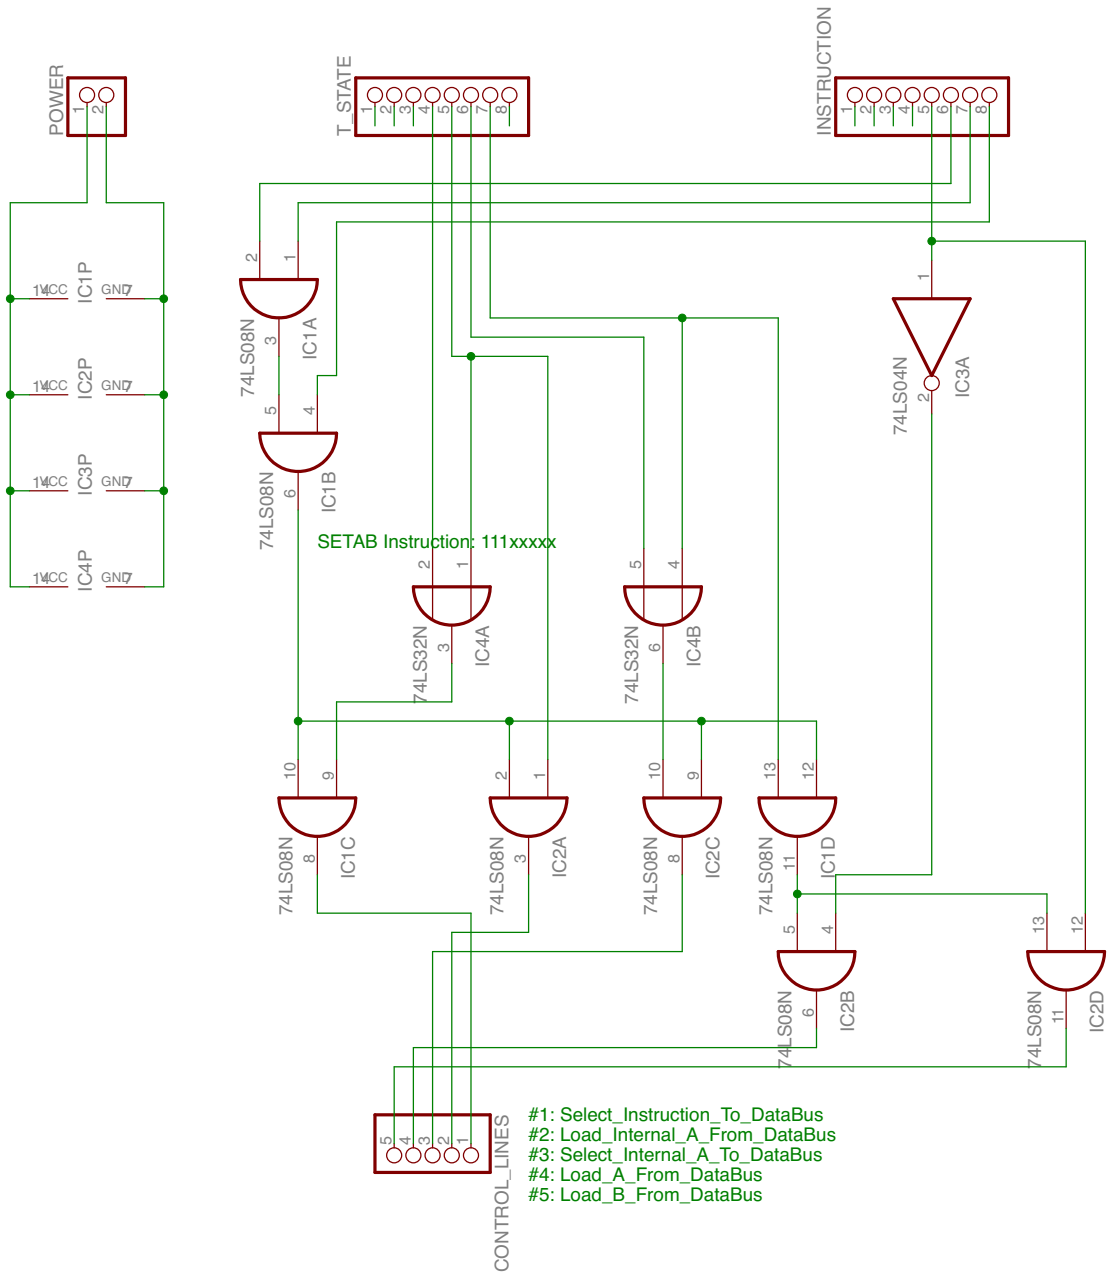 POWER
1
2
T_STATE
1
2
3
4
5
6
7
8
INSTRUCTION
1
2
3
4
5
6
7
8
14
VCC
IC1P
GND
7
14
VCC
IC2P
GND
7
14
VCC
IC3P
GND
7
14
VCC
IC4P
GND
7
2
1
3
74LS08N
IC1A
5
4
6
74LS08N
IC1B
1
2
74LS04N
IC3A
SETAB Instruction: 111xxxxx
2
1
3
74LS32N
IC4A
5
4
6
74LS32N
IC4B
10
9
8
74LS08N
IC1C
2
1
3
74LS08N
IC2A
10
9
8
74LS08N
IC2C
13
12
11
74LS08N
IC1D
5
4
6
74LS08N
IC2B
13
12
11
74LS08N
IC2D
5
4
3
2
1
CONTROL_LINES
#1: Select_Instruction_To_DataBus
#2: Load_Internal_A_From_DataBus
#3: Select_Internal_A_To_DataBus
#4: Load_A_From_DataBus
#5: Load_B_From_DataBus